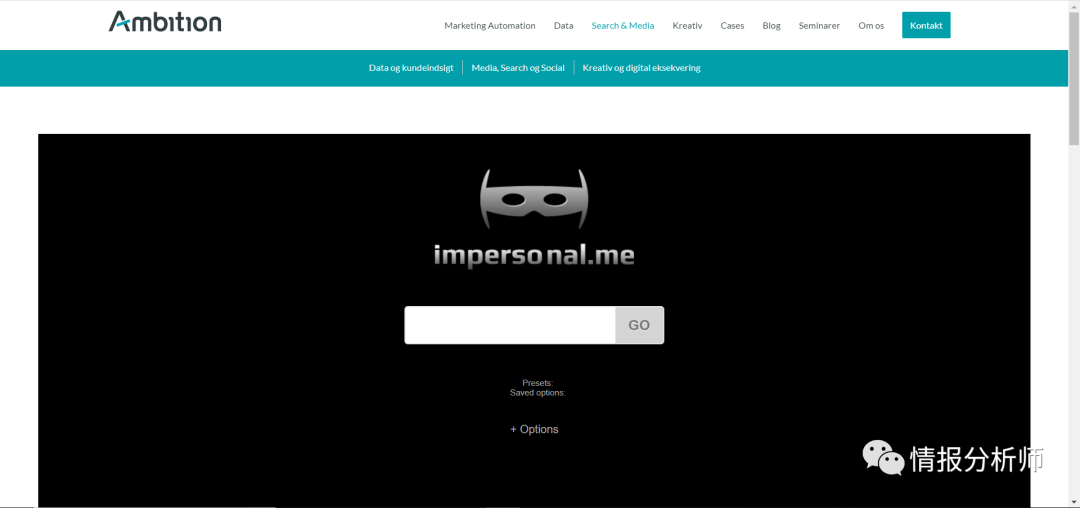 Ambition
Marketing Automation Data Search & Media Kreativ Cases Blog Seminarer Om os Kontakt
Data og kundeindsigt Media, Search og Social Kreativ og digital eksekvering
impersonal.me
GO
Presets:
Saved options:
+ Options
情报分析师